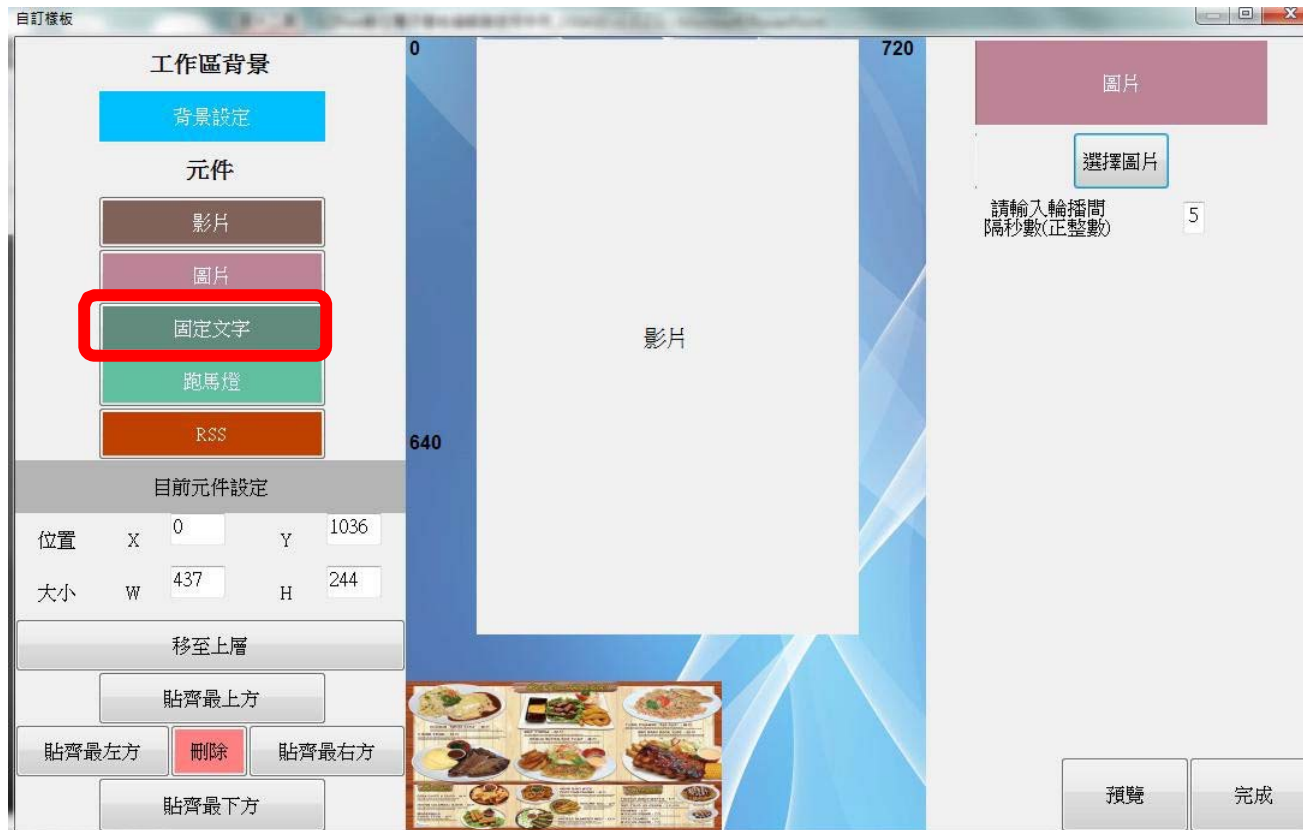 自訂樣板
工作區背景
背景設定
元件
影片
圖片
固定文字
跑馬燈
RSS
目前元件設定
位置 X 0 Y 1036
大小 W 437 H 244
移至上層
貼齊最上方
貼齊最左方 刪除 貼齊最右方
貼齊最下方
0 720
640
影片
圖片
選擇圖片
請輸入輪播間
隔秒數(正整數) 5
預覽 完成